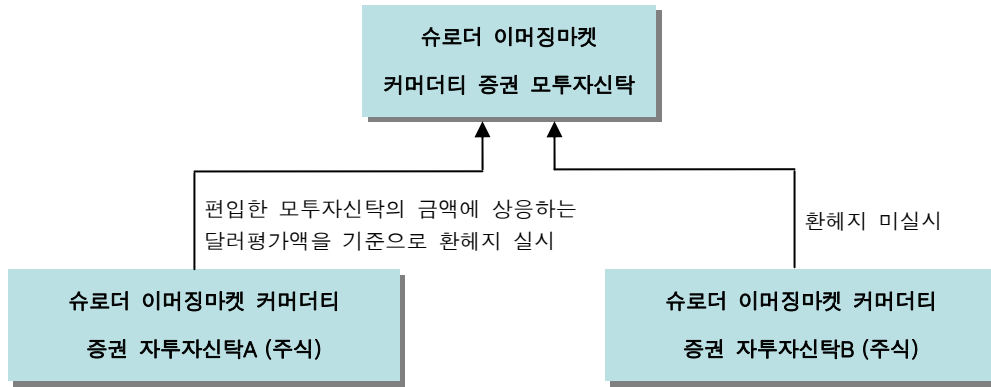 슈로더 이머징마켓
커머더티 증권 모투자신탁
편입한 모투자신탁의 금액에 상응하는
달러평가액을 기준으로 환헤지 실시
환헤지 미실시
슈로더 이머징마켓 커머더티
증권 자투자신탁A (주식)
슈로더 이머징마켓 커머더티
증권 자투자신탁B (주식)